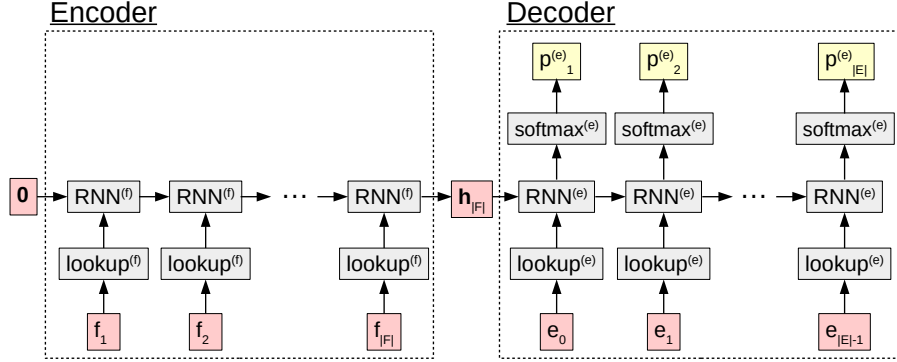 Encoder Decoder
p(e)1 p(e)2 p(e)|E|
softmax(e) softmax(e) softmax(e)
0 RNN(f) RNN(f) ⋯ RNN(f) h|F| RNN(e) RNN(e) ⋯ RNN(e)
lookup(f) lookup(f) lookup(f) lookup(e) lookup(e) lookup(e)
f1 f2 f|F| e0 e1 e|E|-1